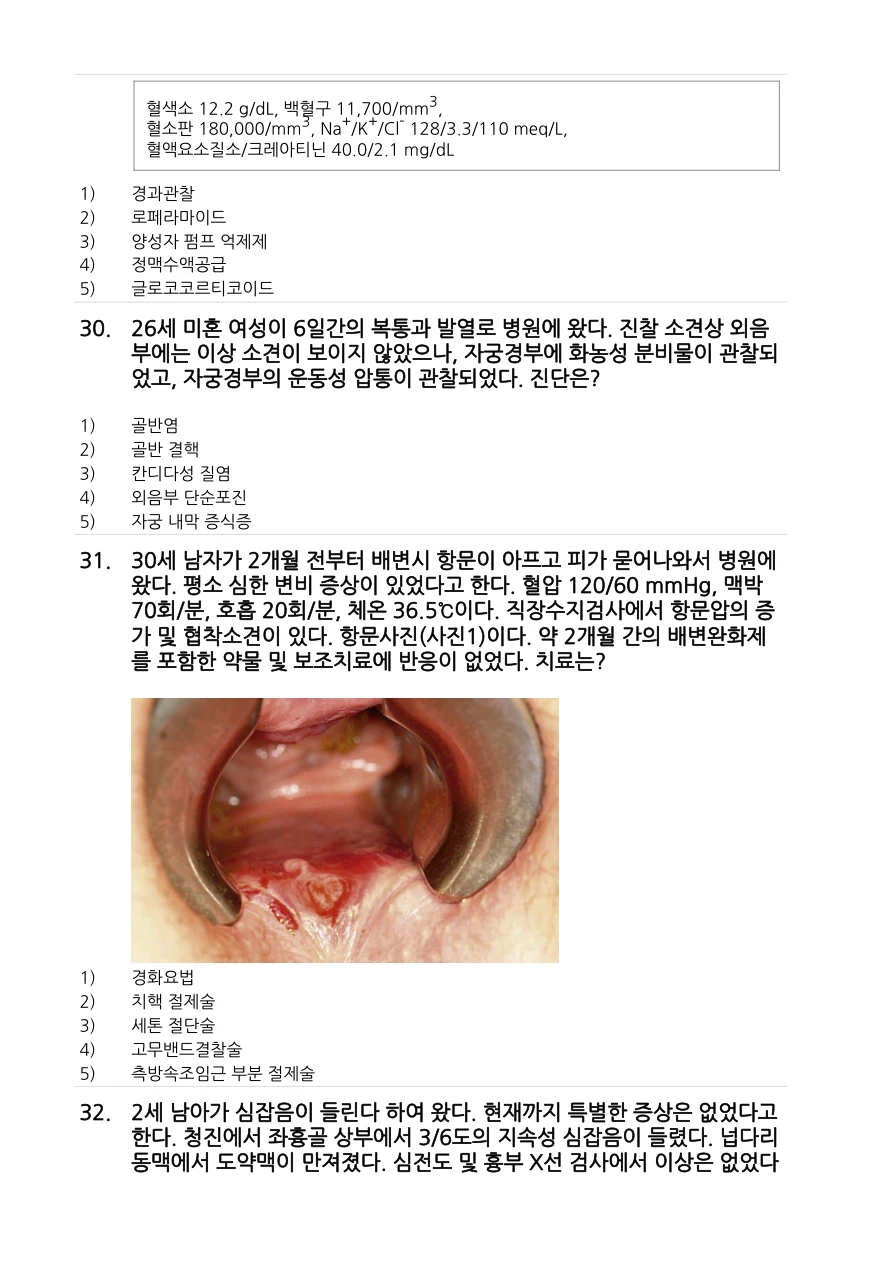 혈색소 12.2 g/dL, 백혈구 11,700/mm³,
혈소판 180,000/mm³, Na⁺/K⁺/Cl⁻ 128/3.3/110 meq/L,
혈액요소질소/크레아티닌 40.0/2.1 mg/dL
1) 경과관찰
2) 로페라마이드
3) 양성자 펌프 억제제
4) 정맥수액공급
5) 글로코코르티코이드
30. 26세 미혼 여성이 6일간의 복통과 발열로 병원에 왔다. 진찰 소견상 외음
부에는 이상 소견이 보이지 않았으나, 자궁경부에 화농성 분비물이 관찰되
었고, 자궁경부의 운동성 압통이 관찰되었다. 진단은?
1) 골반염
2) 골반 결핵
3) 칸디다성 질염
4) 외음부 단순포진
5) 자궁 내막 증식증
31. 30세 남자가 2개월 전부터 배변시 항문이 아프고 피가 묻어나와서 병원에
왔다. 평소 심한 변비 증상이 있었다고 한다. 혈압 120/60 mmHg, 맥박
70회/분, 호흡 20회/분, 체온 36.5℃이다. 직장수지검사에서 항문압의 증
가 및 협착소견이 있다. 항문사진(사진1)이다. 약 2개월 간의 배변완화제
를 포함한 약물 및 보조치료에 반응이 없었다. 치료는?
1) 경화요법
2) 치핵 절제술
3) 세톤 절단술
4) 고무밴드결찰술
5) 측방속조임근 부분 절제술
32. 2세 남아가 심잡음이 들린다 하여 왔다. 현재까지 특별한 증상은 없었다고
한다. 청진에서 좌흉골 상부에서 3/6도의 지속성 심잡음이 들렸다. 넙다리
동맥에서 도약맥이 만져졌다. 심전도 및 흉부 X선 검사에서 이상은 없었다